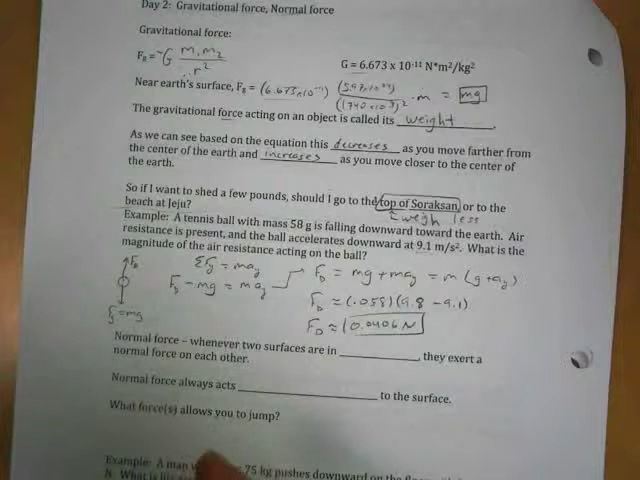 Day 2: Gravitational force, Normal force
Gravitational force:
F_g = -G m₁m₂ / r²
G = 6.673 x 10⁻¹¹ N*m²/kg²
Near earth's surface, F_g = (6.673x10⁻¹¹) (5.97x10²⁴) / (1740x10³)² · m = mg
The gravitational force acting on an object is called its weight.
As we can see based on the equation this decreases as you move farther from
the center of the earth and increases as you move closer to the center of
the earth.
So if I want to shed a few pounds, should I go to the top of Soraksan, or to the
beach at Jeju?
weigh less
Example: A tennis ball with mass 58 g is falling downward toward the earth. Air
resistance is present, and the ball accelerates downward at 9.1 m/s². What is the
magnitude of the air resistance acting on the ball?
ΣF = ma_y
F_D
F_D - mg = ma_y
F_D = mg + ma_y = m(g + a_y)
F_D = (.058)(9.8 - 9.1)
F_g = mg
F_D = 0.0406 N
Normal force – whenever two surfaces are in ____________, they exert a
normal force on each other.
Normal force always acts ____________________ to the surface.
What force(s) allows you to jump?
Example: A man 75 kg pushes downward on the
N. What is his